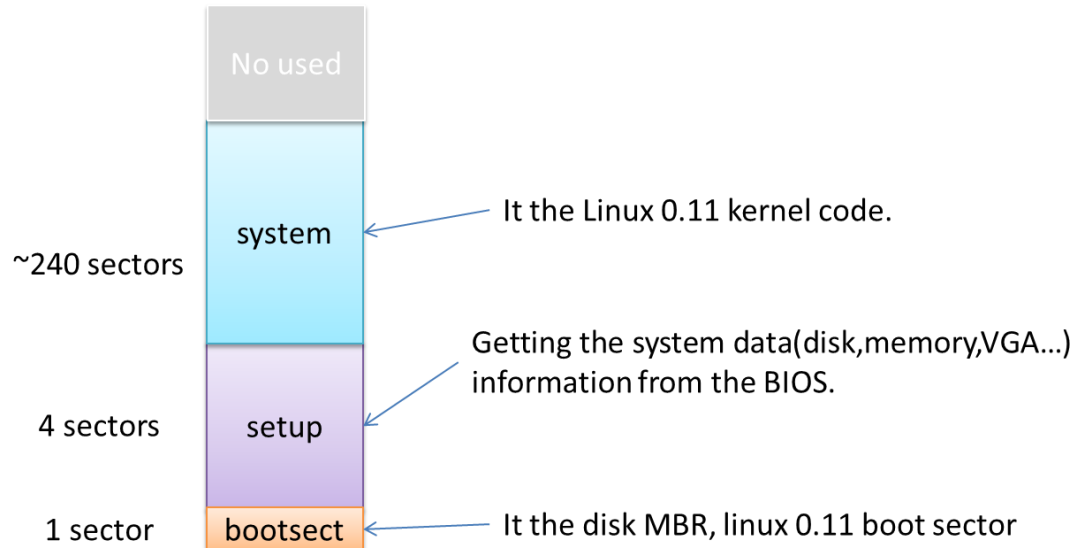 No used
system
It the Linux 0.11 kernel code.
~240 sectors
Getting the system data(disk,memory,VGA...)
information from the BIOS.
4 sectors
setup
1 sector
bootsect
It the disk MBR, linux 0.11 boot sector